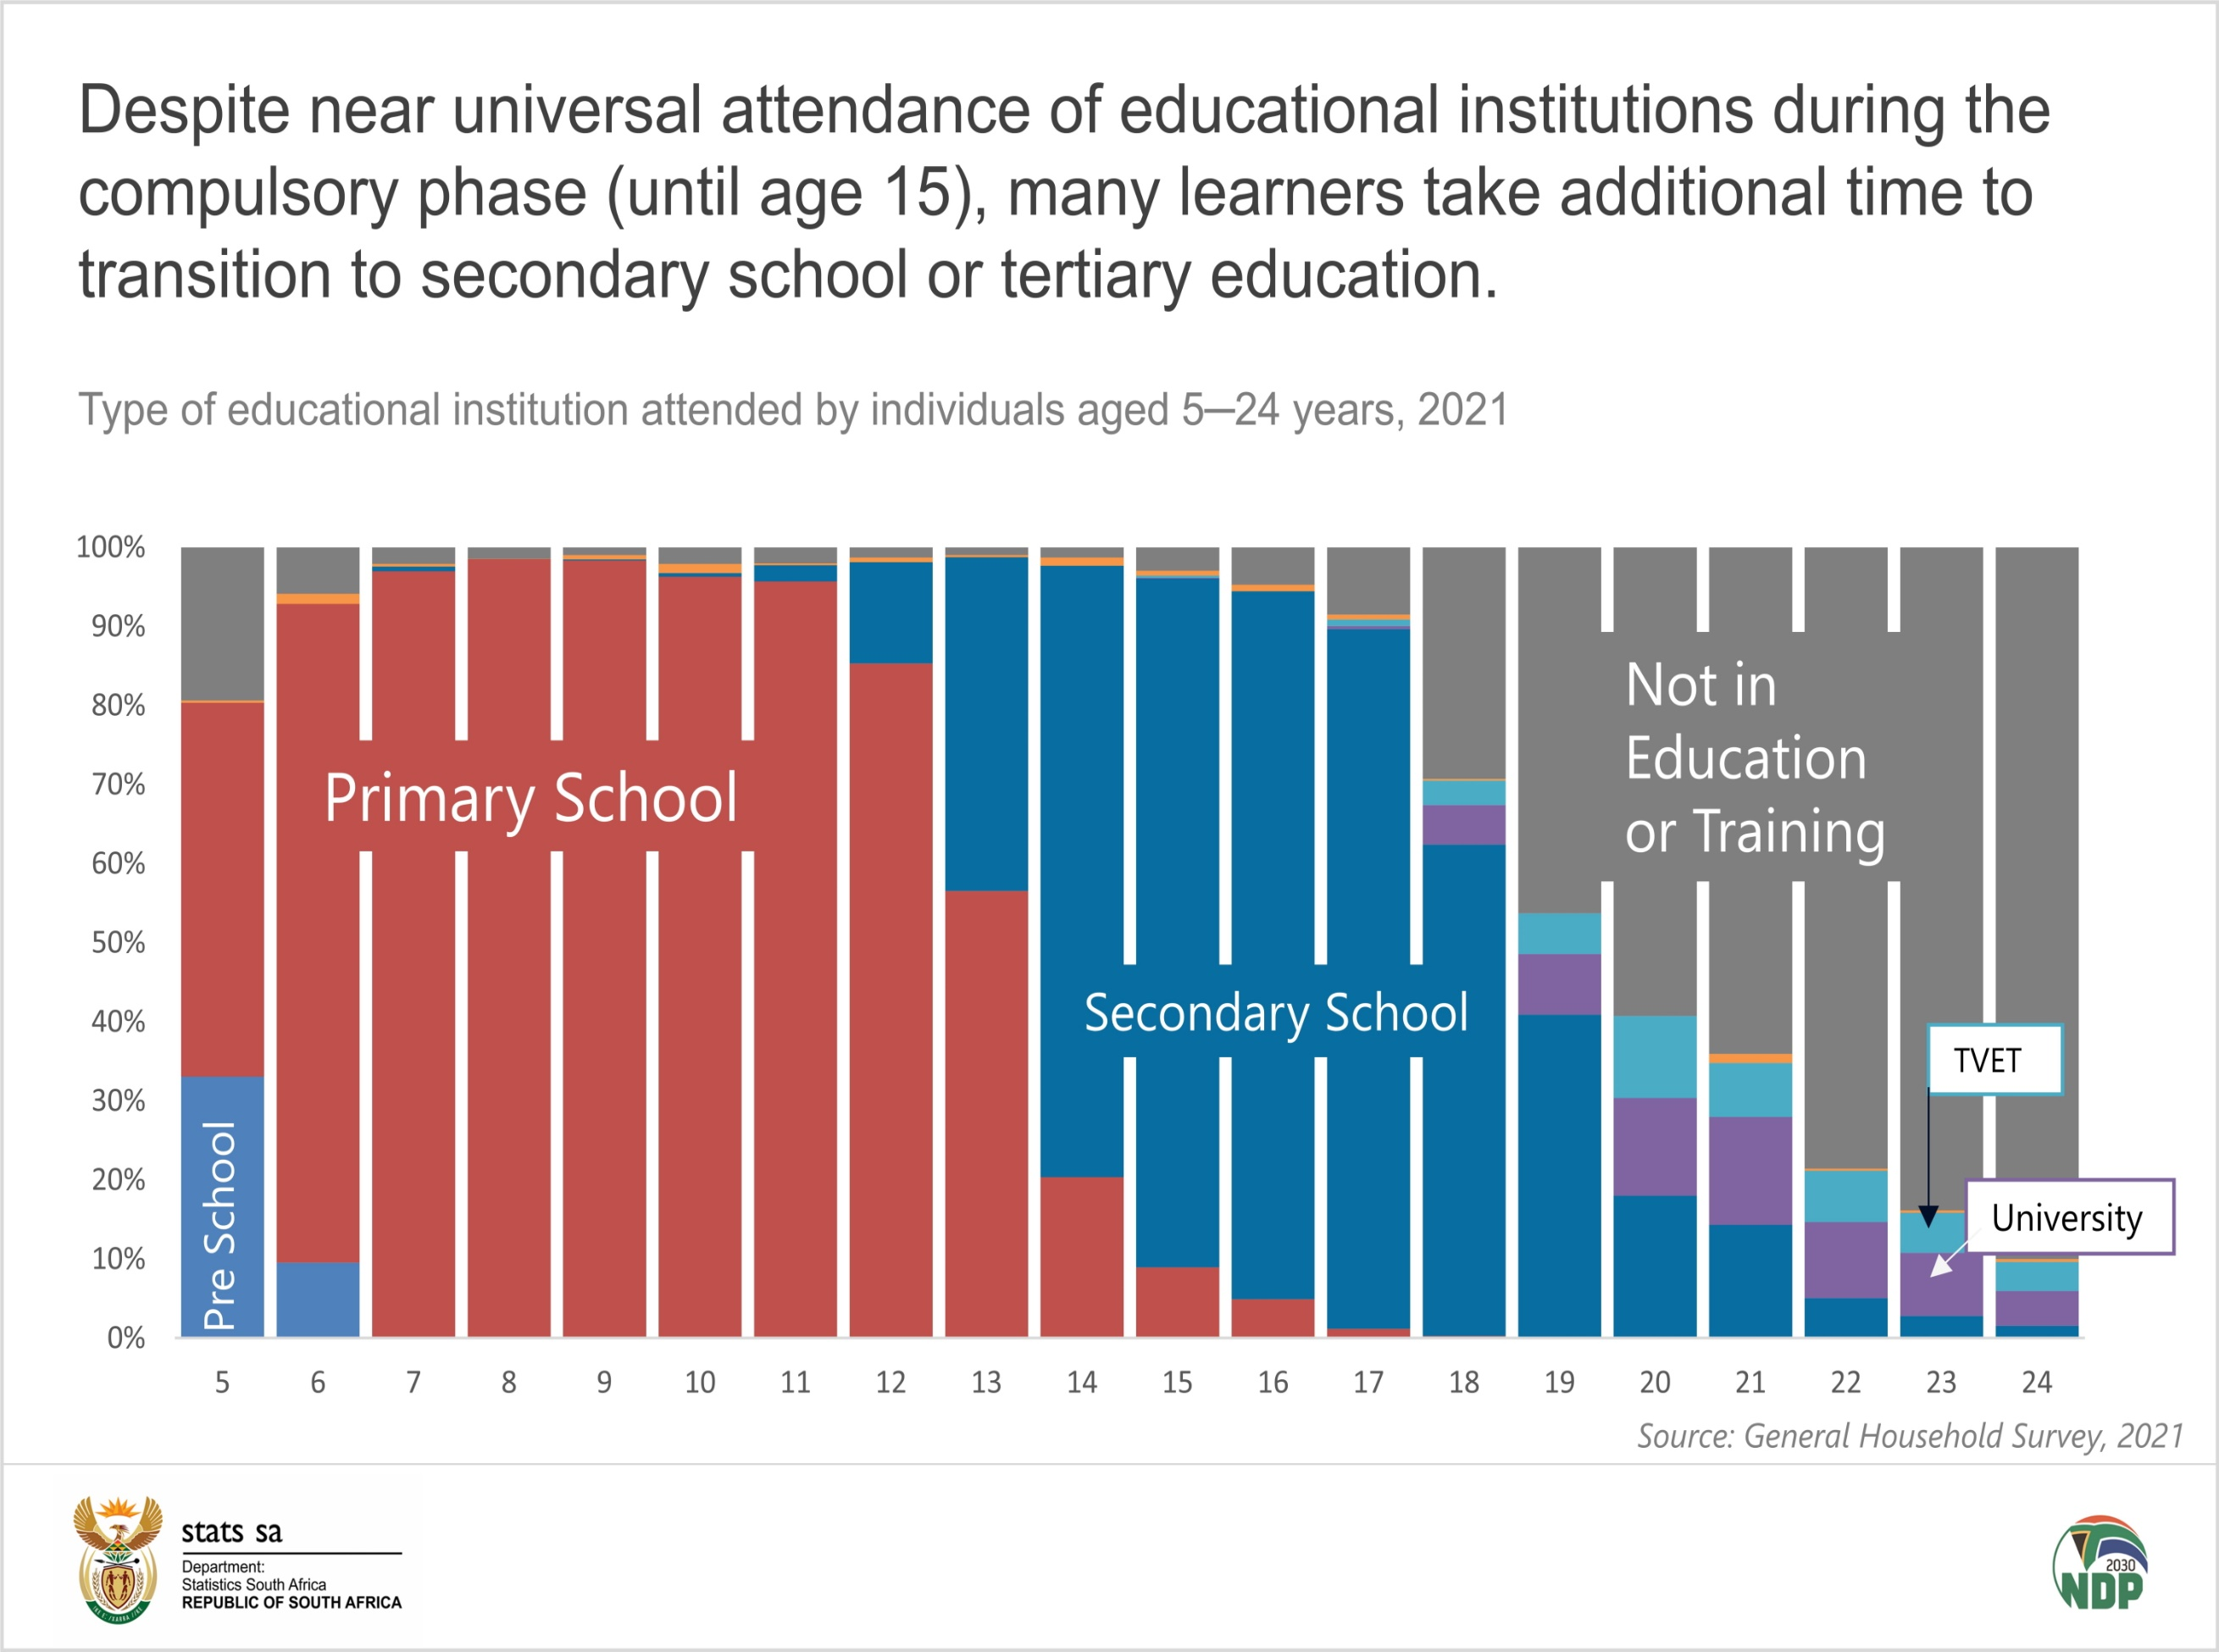 Despite near universal attendance of educational institutions during the
compulsory phase (until age 15), many learners take additional time to
transition to secondary school or tertiary education.
Type of educational institution attended by individuals aged 5—24 years, 2021
100%
90%
80%
70%
60%
50%
40%
30%
20%
10%
0%
Pre School
Primary School
Secondary School
Not in
Education
or Training
TVET
University
5 6 7 8 9 10 11 12 13 14 15 16 17 18 19 20 21 22 23 24
Source: General Household Survey, 2021
stats sa
Department:
Statistics South Africa
REPUBLIC OF SOUTH AFRICA
2030
NDP